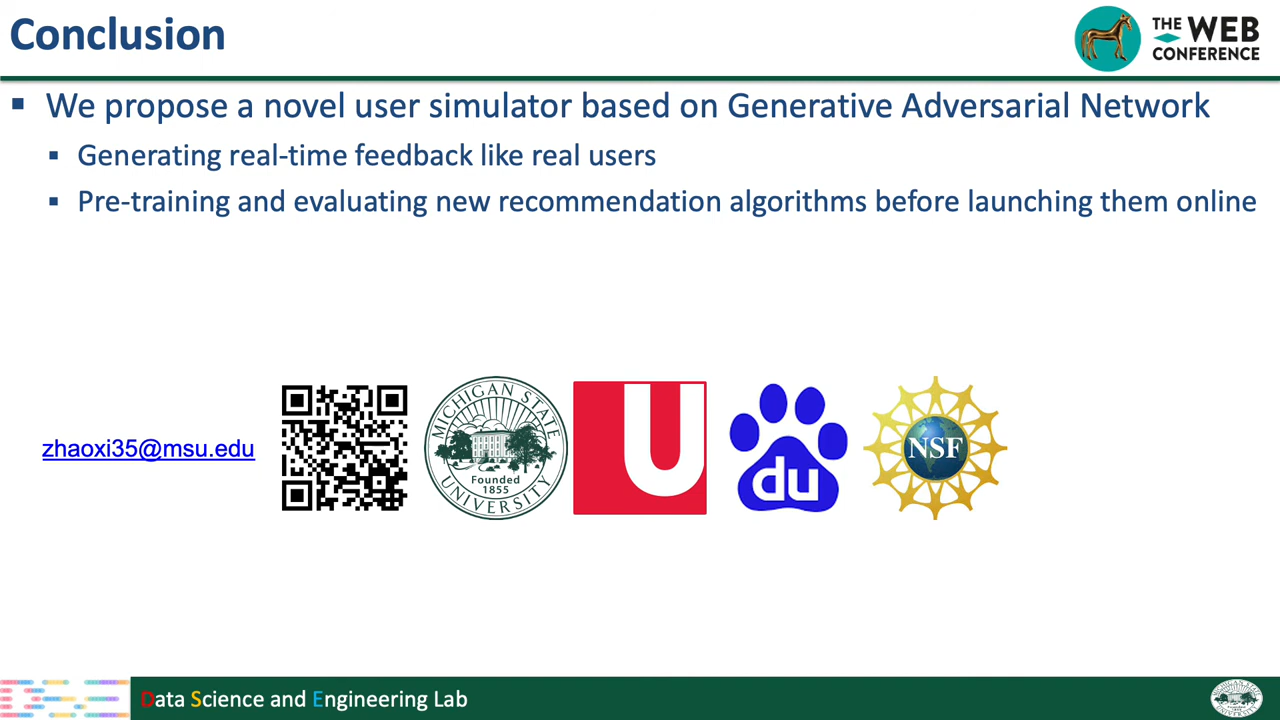 Conclusion
THE WEB
CONFERENCE
We propose a novel user simulator based on Generative Adversarial Network
Generating real-time feedback like real users
Pre-training and evaluating new recommendation algorithms before launching them online
zhaoxi35@msu.edu
MICHIGAN STATE
UNIVERSITY
Founded
1855
U
du
NSF
Data Science and Engineering Lab